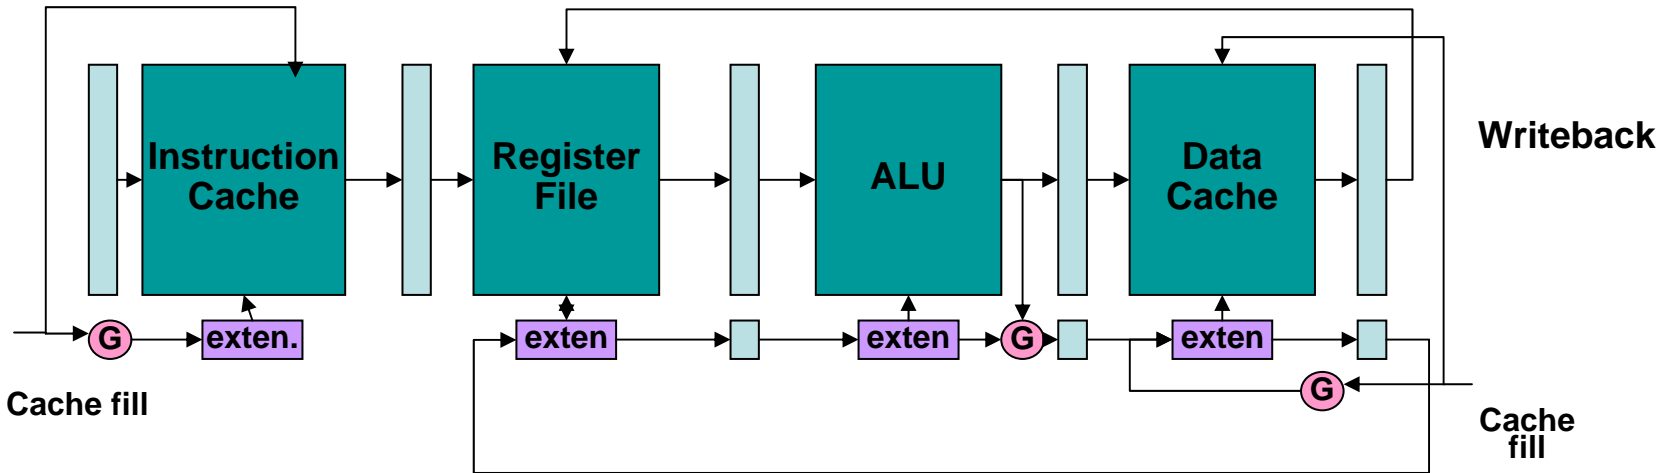 Instruction
Cache
Register
File
ALU
Data
Cache
Writeback
G
exten.
exten
exten
G
exten
G
Cache fill
Cache
fill